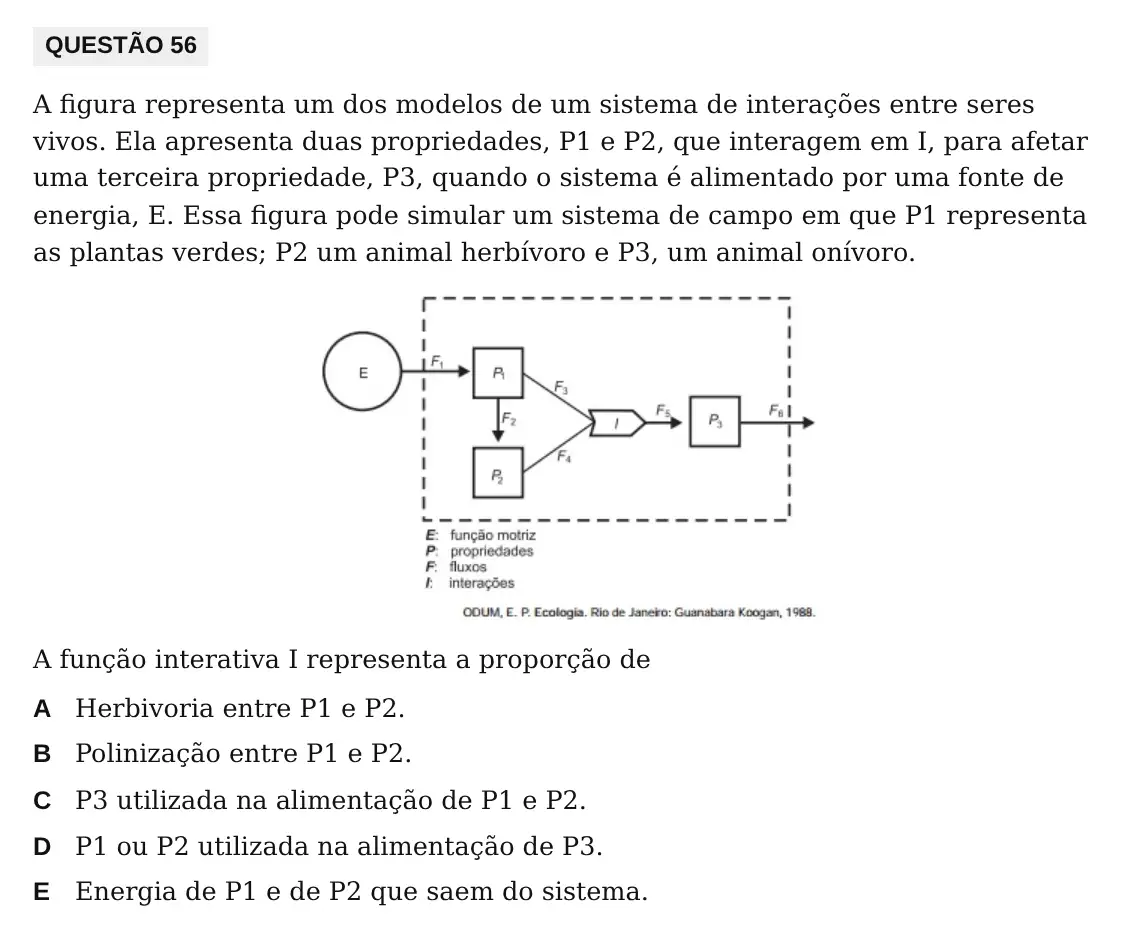 QUESTÃO 56
A figura representa um dos modelos de um sistema de interações entre seres
vivos. Ela apresenta duas propriedades, P1 e P2, que interagem em I, para afetar
uma terceira propriedade, P3, quando o sistema é alimentado por uma fonte de
energia, E. Essa figura pode simular um sistema de campo em que P1 representa
as plantas verdes; P2 um animal herbívoro e P3, um animal onívoro.
E
F₁
P₁
F₃
F₂
I
F₅
P₃
F₆
F₄
P₂
E: função motriz
P: propriedades
F: fluxos
I: interações
ODUM, E. P. Ecologia. Rio de Janeiro: Guanabara Koogan, 1988.
A função interativa I representa a proporção de
A Herbivoria entre P1 e P2.
B Polinização entre P1 e P2.
C P3 utilizada na alimentação de P1 e P2.
D P1 ou P2 utilizada na alimentação de P3.
E Energia de P1 e de P2 que saem do sistema.